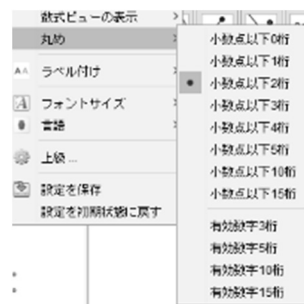 数式ビューの表示
丸め
ラベル付け
フォントサイズ
言語
上級 ...
設定を保存
設定を初期状態に戻す
小数点以下0桁
小数点以下1桁
小数点以下2桁
小数点以下3桁
小数点以下4桁
小数点以下5桁
小数点以下10桁
小数点以下15桁
有効数字3桁
有効数字5桁
有効数字10桁
有効数字15桁